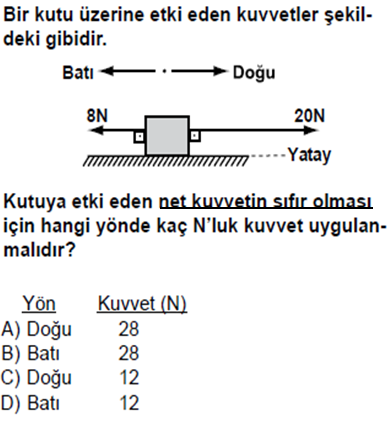 Bir kutu üzerine etki eden kuvvetler şekil-
deki gibidir.
Batı Doğu
8N 20N
Yatay
Kutuya etki eden net kuvvetin sıfır olması
için hangi yönde kaç N'luk kuvvet uygulan-
malıdır?
Yön Kuvvet (N)
A) Doğu 28
B) Batı 28
C) Doğu 12
D) Batı 12